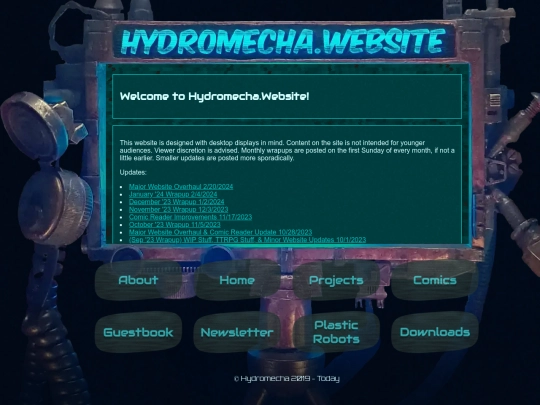 HYDROMECHA.WEBSITE
Welcome to Hydromecha.Website!
This website is designed with desktop displays in mind. Content on the site is not intended for younger
audiences. Viewer discretion is advised. Monthly wrapups are posted on the first Sunday of every month, if not a
little earlier. Smaller updates are posted more sporadically.
Updates:
• Major Website Overhaul 2/28/2024
• January '24 Wrapup 2/4/2024
• December '23 Wrapup 1/2/2024
• November '23 Wrapup 12/3/2023
• Comic Reader Improvements 11/17/2023
• October '23 Wrapup 11/5/2023
• Major Website Overhaul & Comic Reader Update 10/28/2023
• (Sep '23 Wrapup) WIP Stuff, TTRPG Stuff, & Minor Website Updates 10/1/2023
About Home Projects Comics
Guestbook Newsletter Plastic Robots Downloads
© Hydromecha 2019 - Today